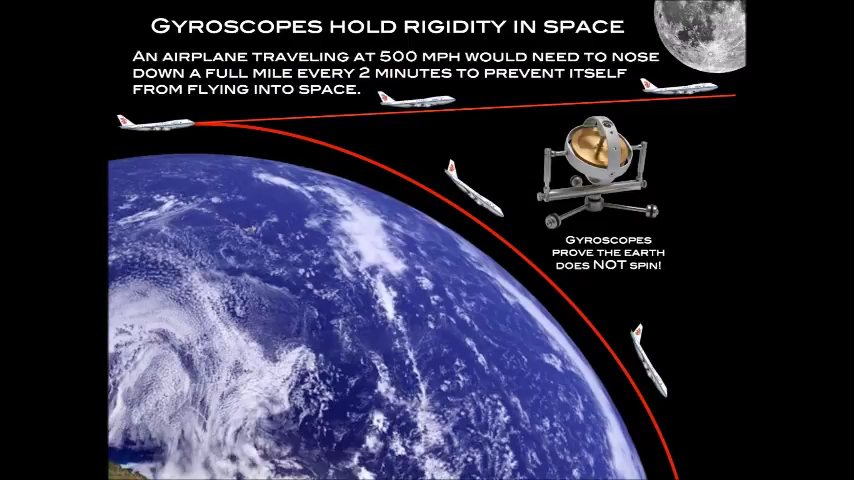 Gyroscopes hold rigidity in space
An airplane traveling at 500 mph would need to nose
down a full mile every 2 minutes to prevent itself
from flying into space.
Gyroscopes
prove the earth
does NOT spin!